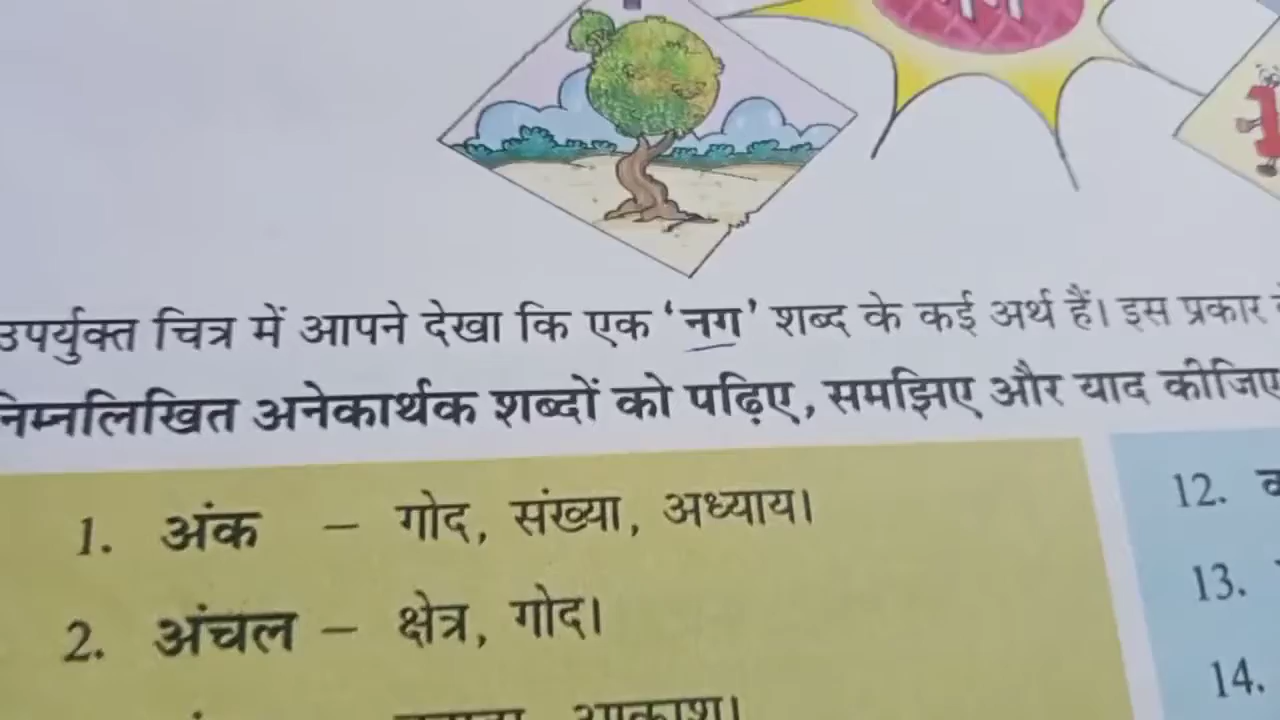 उपर्युक्त चित्र में आपने देखा कि एक ‘नग’ शब्द के कई अर्थ हैं। इस प्रकार
निम्नलिखित अनेकार्थक शब्दों को पढ़िए, समझिए और याद कीजिए
1. अंक – गोद, संख्या, अध्याय।
2. अंचल – क्षेत्र, गोद।
आकाश।
12.
13.
14.